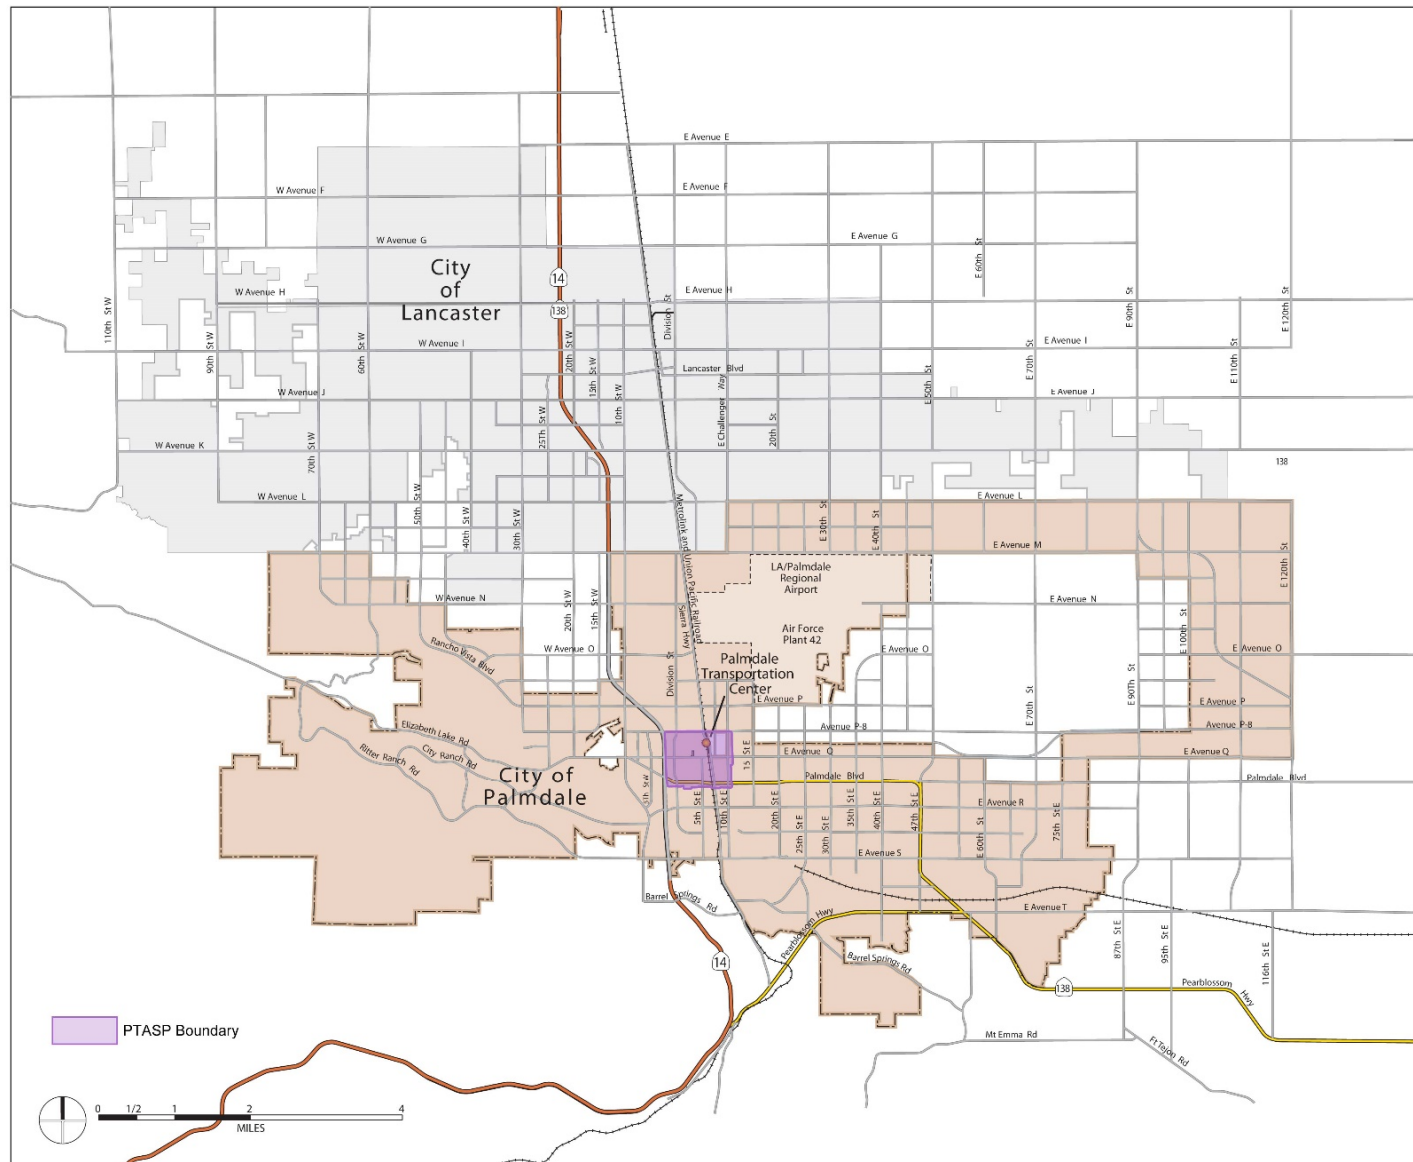 E Avenue E
W Avenue F
E Avenue F
W Avenue G
E Avenue G
E 60th St
City
of
Lancaster
14
138
W Avenue H
E Avenue H
Division St
110th St W
90th St W
60th St W
20th St W
15th St W
10th St W
W Avenue I
E Avenue I
E 90th St
E 120th St
E 70th St
E 110th St
Lancaster Blvd
E Challenger Way
E 50th St
W Avenue J
E Avenue J
25Th St W
20th St
W Avenue K
70th St W
138
W Avenue L
E Avenue L
50th St W
40th St W
30th St W
Metrolink and Union Pacific Railroad
E 30th St
E 40th St
E Avenue M
E 120th St
LA/Palmdale
Regional
Airport
W Avenue N
E Avenue N
20th St W
15th St W
Sierra Hwy
Air Force
Plant 42
E 100th St
Rancho Vista Blvd
W Avenue O
E Avenue O
E Avenue O
Division St
Palmdale
Transportation
Center
E 70th St
E 90Th St
E Avenue P
E Avenue P
Avenue P-8
Avenue P-8
Elizabeth Lake Rd
City Ranch Rd
Ritter Ranch Rd
15 St E
E Avenue Q
E Avenue Q
City of
Palmdale
5th St W
Palmdale Blvd
Palmdale Blvd
5th St E
10th St E
20th St E
25th St E
30th St E
35th St E
40th St E
47th St E
E Avenue R
E 60th St
75th St E
E Avenue S
Barrel Springs Rd
E Avenue T
Pearblossom Hwy
14
Barrel Springs Rd
87th St E
95th St E
116th St E
138
Pearblossom
Hwy
Mt Emma Rd
Ft Tejon Rd
PTASP Boundary
0 1/2 1 2 4
MILES